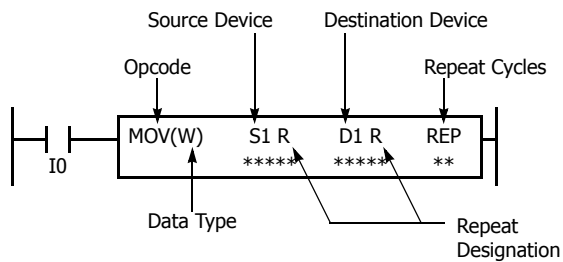 Source Device Destination Device
Opcode Repeat Cycles
MOV(W) S1 R D1 R REP
I0 ***** ***** **
Data Type Repeat
Designation